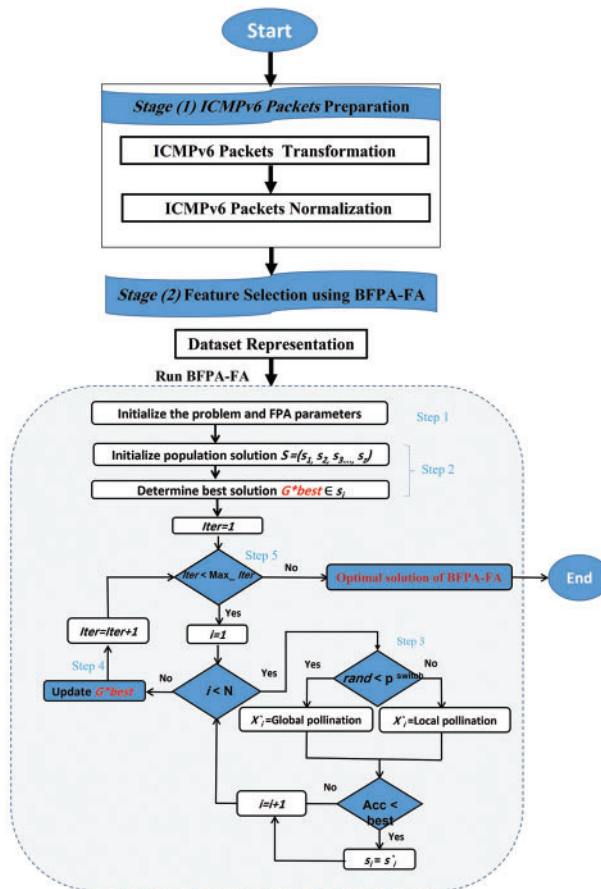 Start
Stage (1) ICMPv6 Packets Preparation
ICMPv6 Packets Transformation
ICMPv6 Packets Normalization
Stage (2) Feature Selection using BFPA-FA
Dataset Representation
Run BFPA-FA
Initialize the problem and FPA parameters
Step 1
Initialize population solution S=(s1, s2, s3..., sn)
Step 2
Determine best solution G*best ∈ si
Iter=1
Step 5
Iter < Max_ Iter
No
Optimal solution of BFPA-FA
End
Yes
Iter=Iter+1
i=1
Step 3
Step 4
Update G*best
No
i < N
Yes
Yes
rand < p switch
No
X*i =Global pollination
X*i =Local pollination
i=i+1
No
Acc <
best
Yes
si = s*i